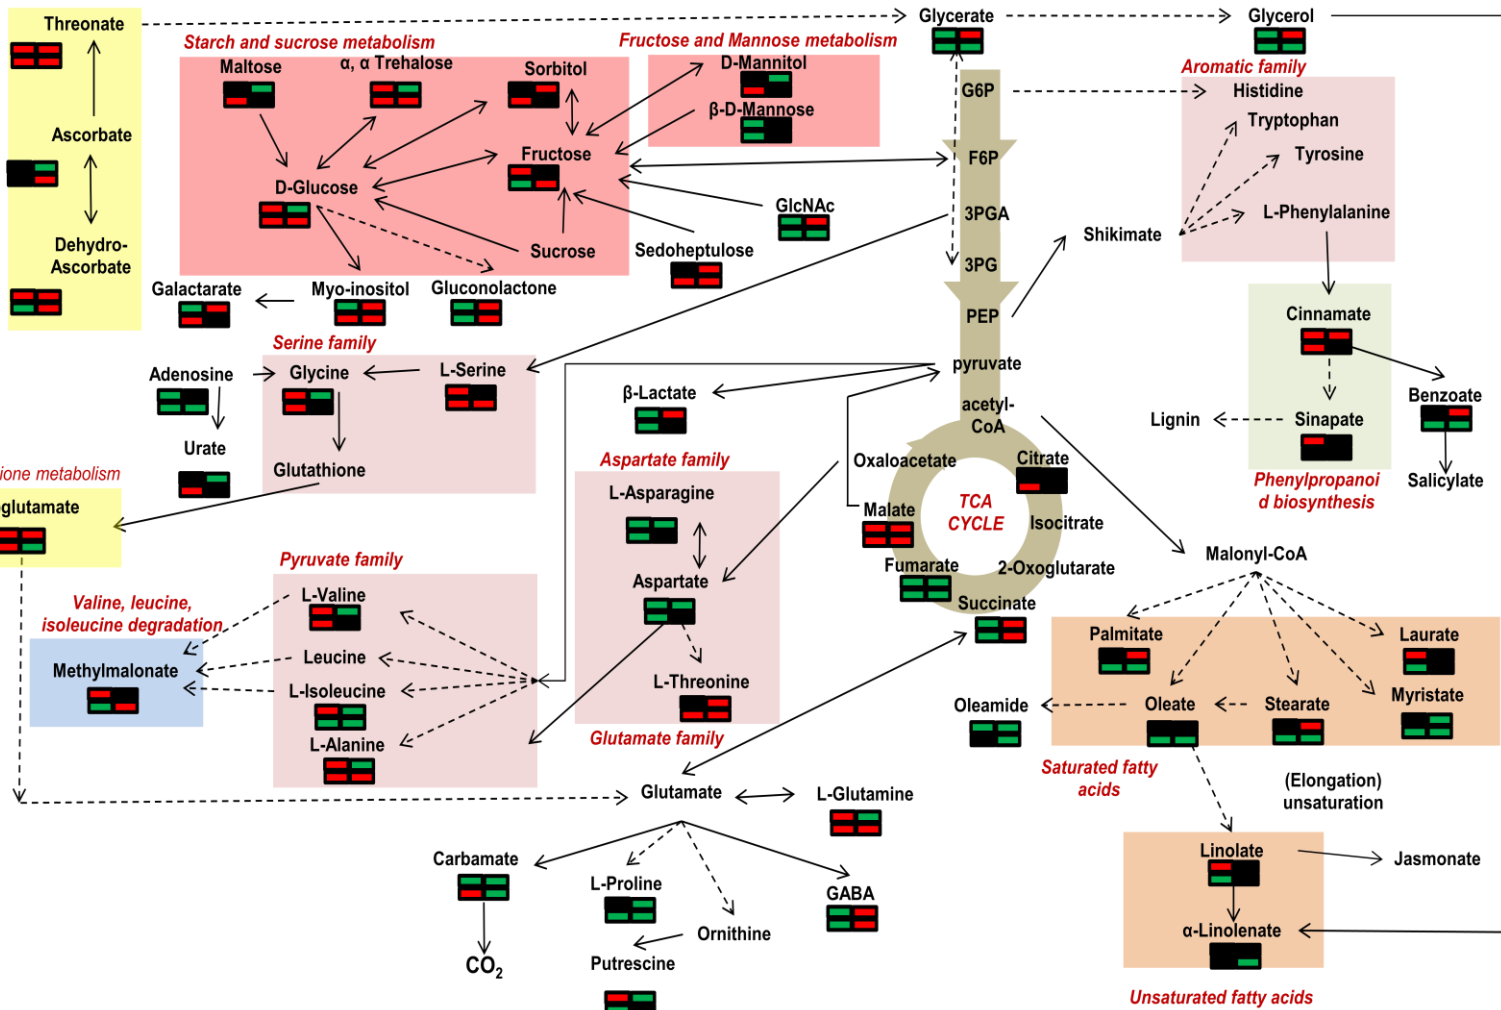 Threonate
Glycerate
Glycerol
Starch and sucrose metabolism
Fructose and Mannose metabolism
Maltose
α, α Trehalose
Sorbitol
D-Mannitol
Aromatic family
G6P
Histidine
β-D-Mannose
Tryptophan
Ascorbate
Fructose
F6P
Tyrosine
D-Glucose
GlcNAc
3PGA
L-Phenylalanine
Shikimate
Dehydro-
Ascorbate
Sucrose
Sedoheptulose
3PG
Galactarate
Myo-inositol
Gluconolactone
PEP
Cinnamate
Serine family
Adenosine
Glycine
L-Serine
pyruvate
β-Lactate
Benzoate
acetyl-
CoA
Lignin
Sinapate
Urate
Glutathione
Aspartate family
Oxaloacetate
Citrate
ione metabolism
Phenylpropanoi
d biosynthesis
Salicylate
L-Asparagine
TCA
CYCLE
oglutamate
Malate
Isocitrate
Pyruvate family
Malonyl-CoA
Fumarate
2-Oxoglutarate
Aspartate
L-Valine
Valine, leucine,
isoleucine degradation
Succinate
Palmitate
Laurate
Leucine
Methylmalonate
L-Isoleucine
L-Threonine
Myristate
Oleamide
Oleate
Stearate
L-Alanine
Glutamate family
Saturated fatty
acids
(Elongation)
unsaturation
Glutamate
L-Glutamine
Linolate
Jasmonate
Carbamate
L-Proline
GABA
α-Linolenate
Ornithine
CO₂
Putrescine
Unsaturated fatty acids